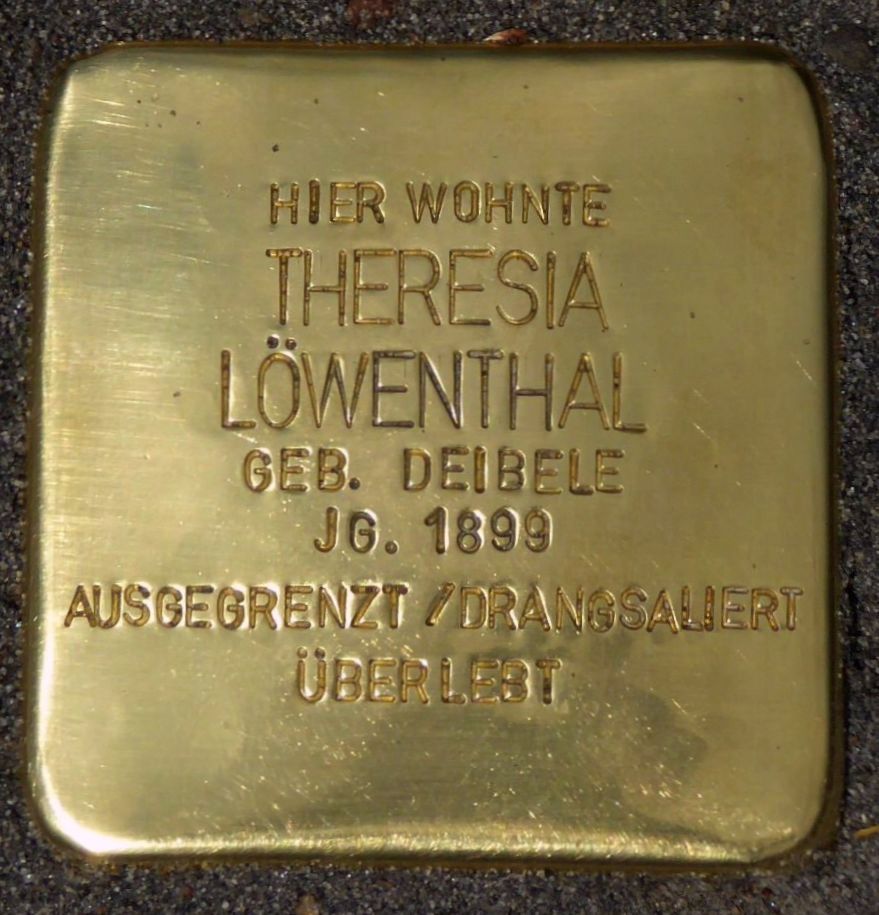 HIER WOHNTE
THERESIA
LÖWENTHAL
GEB. DEIBELE
JG. 1899
AUSGEGRENZT / DRANGSALIERT
ÜBERLEBT